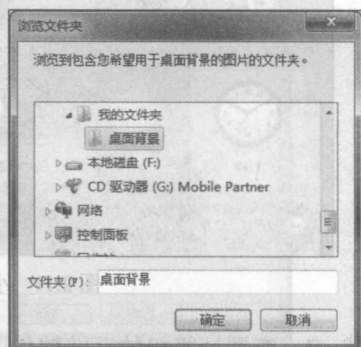 浏览文件夹
浏览到包含您希望用于桌面背景的图片的文件夹。
我的文件夹
桌面背景
本地磁盘 (F:)
CD 驱动器 (G:) Mobile Partner
网络
控制面板
文件夹(F): 桌面背景
确定
取消